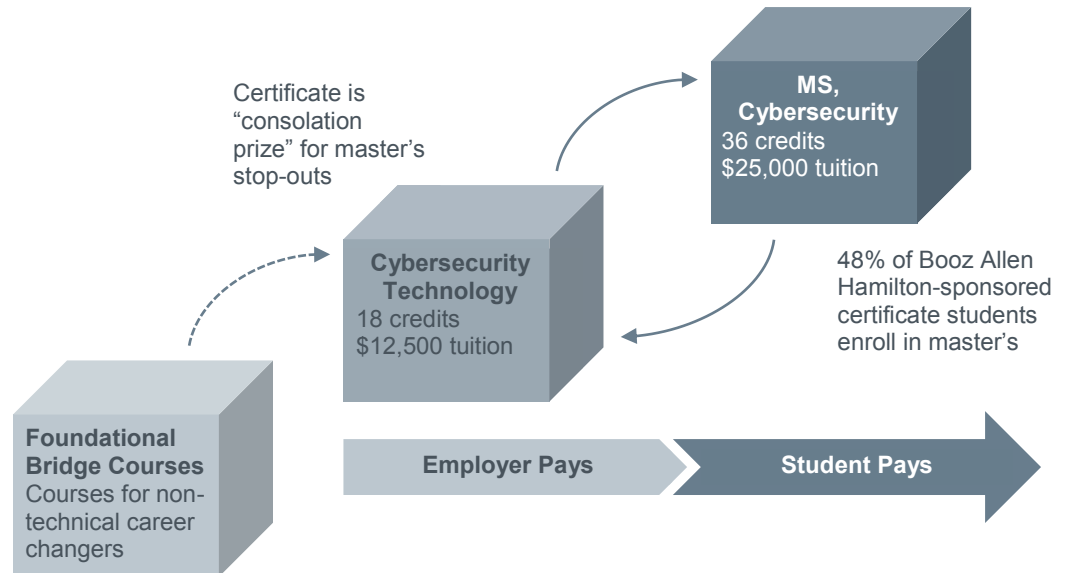 Certificate is
“consolation
prize” for master’s
stop-outs
MS,
Cybersecurity
36 credits
$25,000 tuition
Cybersecurity
Technology
18 credits
$12,500 tuition
48% of Booz Allen
Hamilton-sponsored
certificate students
enroll in master’s
Foundational
Bridge Courses
Courses for non-
technical career
changers
Employer Pays
Student Pays